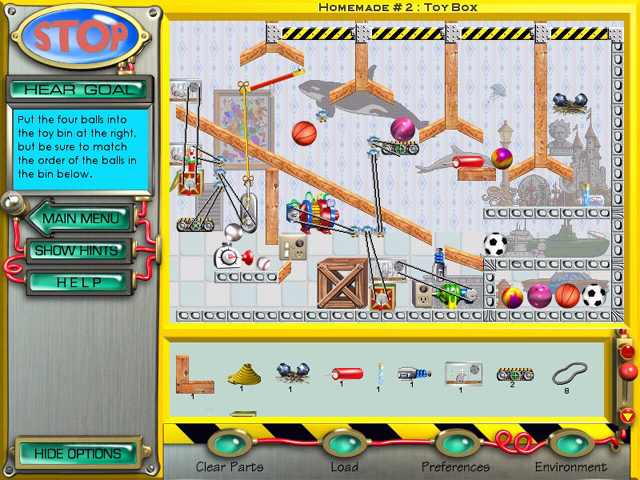 HOMEMADE # 2 : TOY BOX
STOP
HEAR GOAL
Put the four balls into
the toy bin at the right,
but be sure to match
the order of the balls in
the bin below.
MAIN MENU
SHOW HINTS
HELP
1
1
1
1
1
1
1
2
8
HIDE OPTIONS
Clear Parts
Load
Preferences
Environment